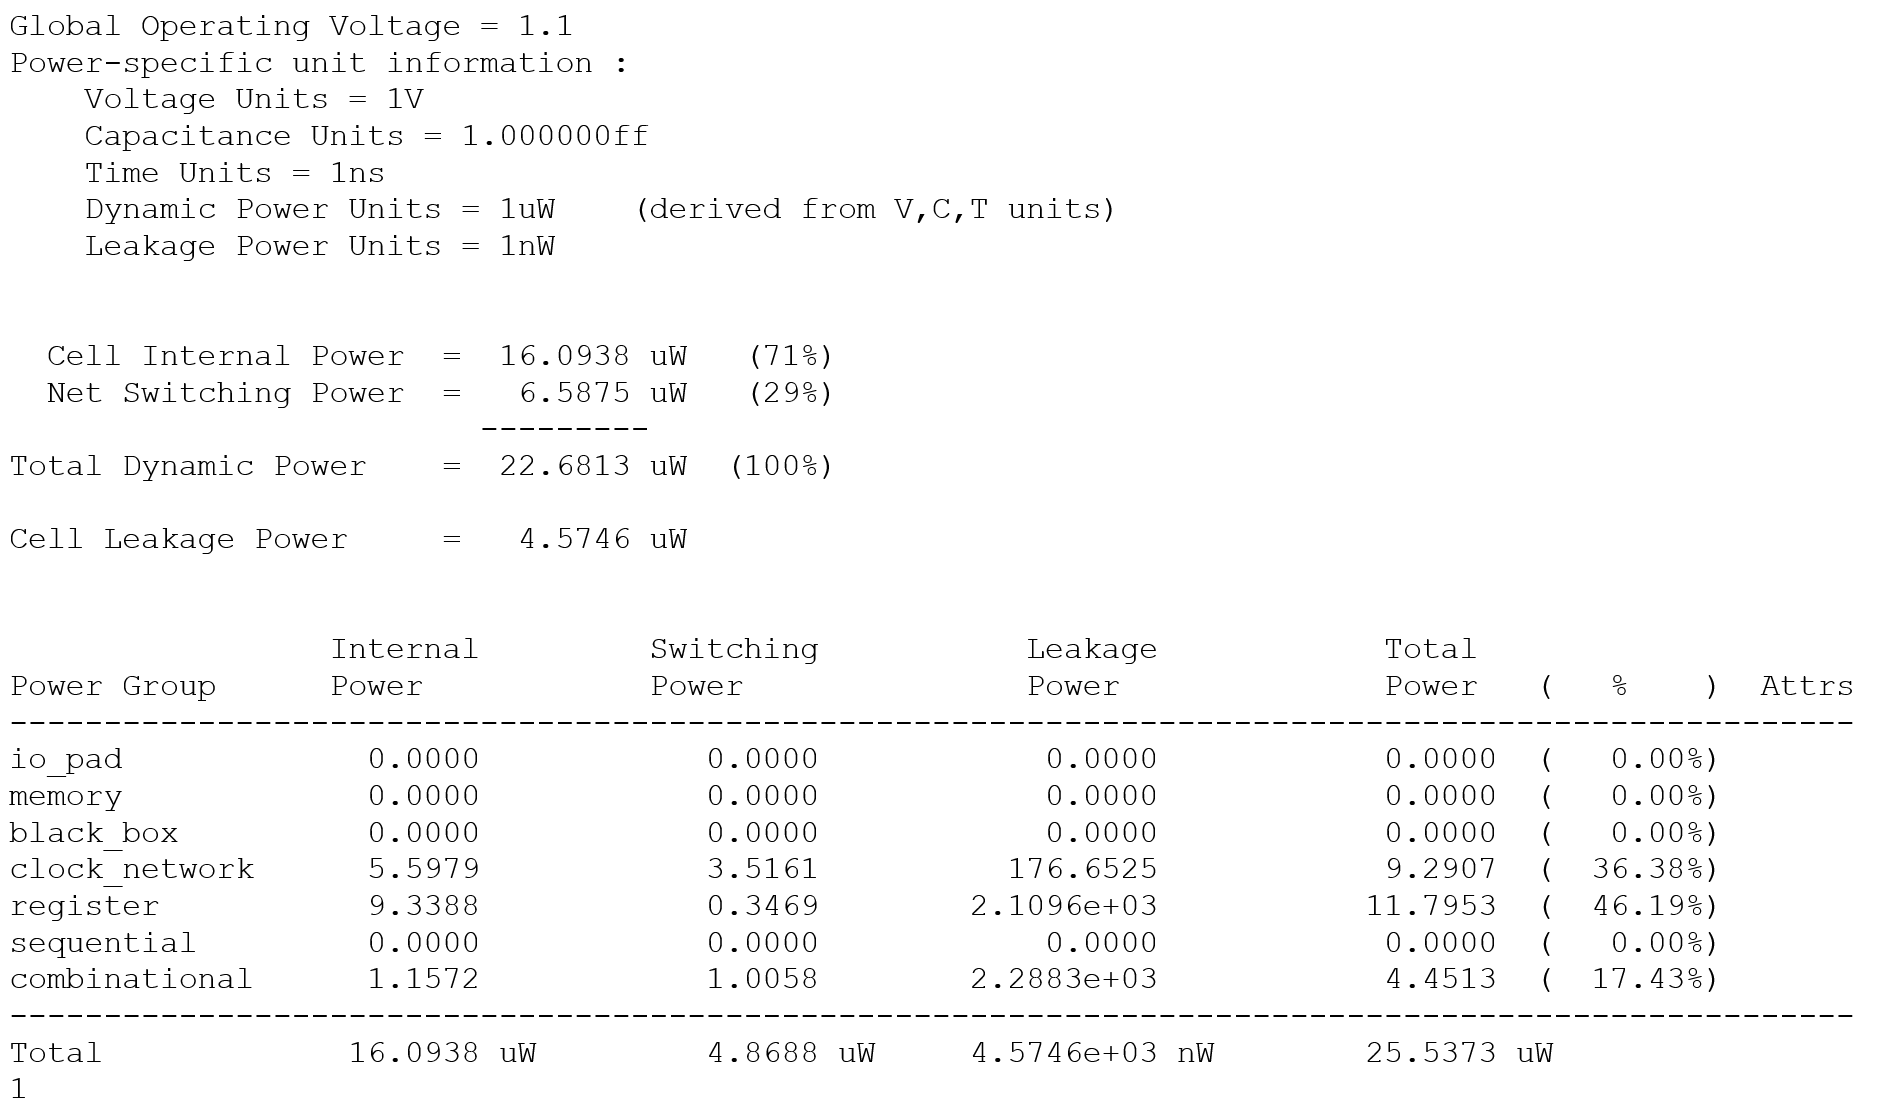 Global Operating Voltage = 1.1
Power-specific unit information :
    Voltage Units = 1V
    Capacitance Units = 1.000000ff
    Time Units = 1ns
    Dynamic Power Units = 1uW    (derived from V,C,T units)
    Leakage Power Units = 1nW
  Cell Internal Power  =  16.0938 uW   (71%)
  Net Switching Power  =   6.5875 uW   (29%)
                         ---------
Total Dynamic Power    =  22.6813 uW  (100%)
Cell Leakage Power     =   4.5746 uW
                 Internal         Switching           Leakage            Total
Power Group      Power            Power               Power              Power   (   %    )  Attrs
--------------------------------------------------------------------------------------------------
io_pad             0.0000            0.0000            0.0000            0.0000  (   0.00%)
memory             0.0000            0.0000            0.0000            0.0000  (   0.00%)
black_box          0.0000            0.0000            0.0000            0.0000  (   0.00%)
clock_network      5.5979            3.5161          176.6525            9.2907  (  36.38%)
register           9.3388            0.3469        2.1096e+03           11.7953  (  46.19%)
sequential         0.0000            0.0000            0.0000            0.0000  (   0.00%)
combinational      1.1572            1.0058        2.2883e+03            4.4513  (  17.43%)
--------------------------------------------------------------------------------------------------
Total             16.0938 uW         4.8688 uW     4.5746e+03 nW        25.5373 uW
1